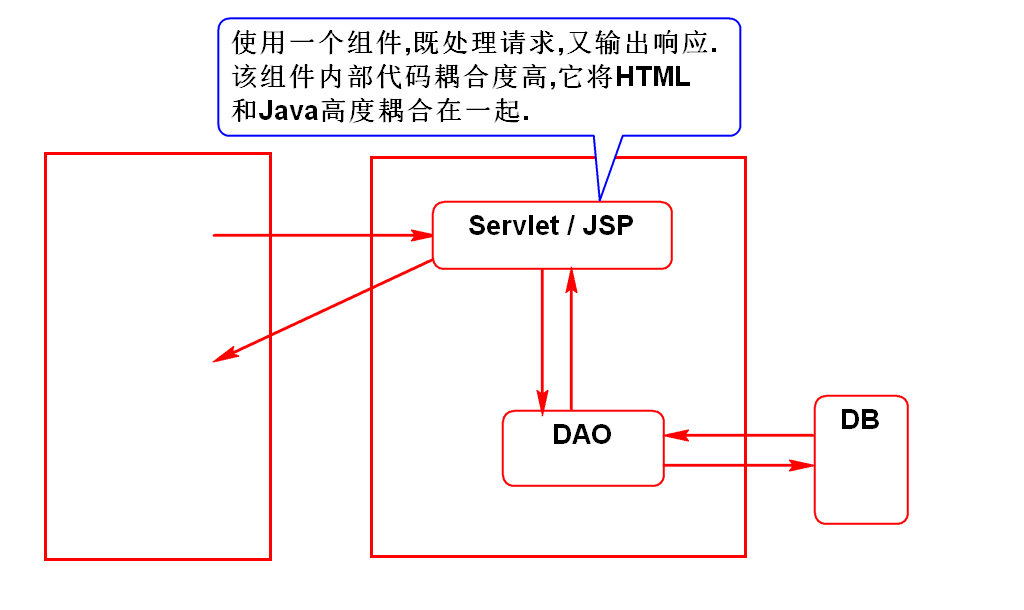 使用一个组件,既处理请求,又输出响应.
该组件内部代码耦合度高,它将HTML
和Java高度耦合在一起.
Servlet / JSP
DAO
DB